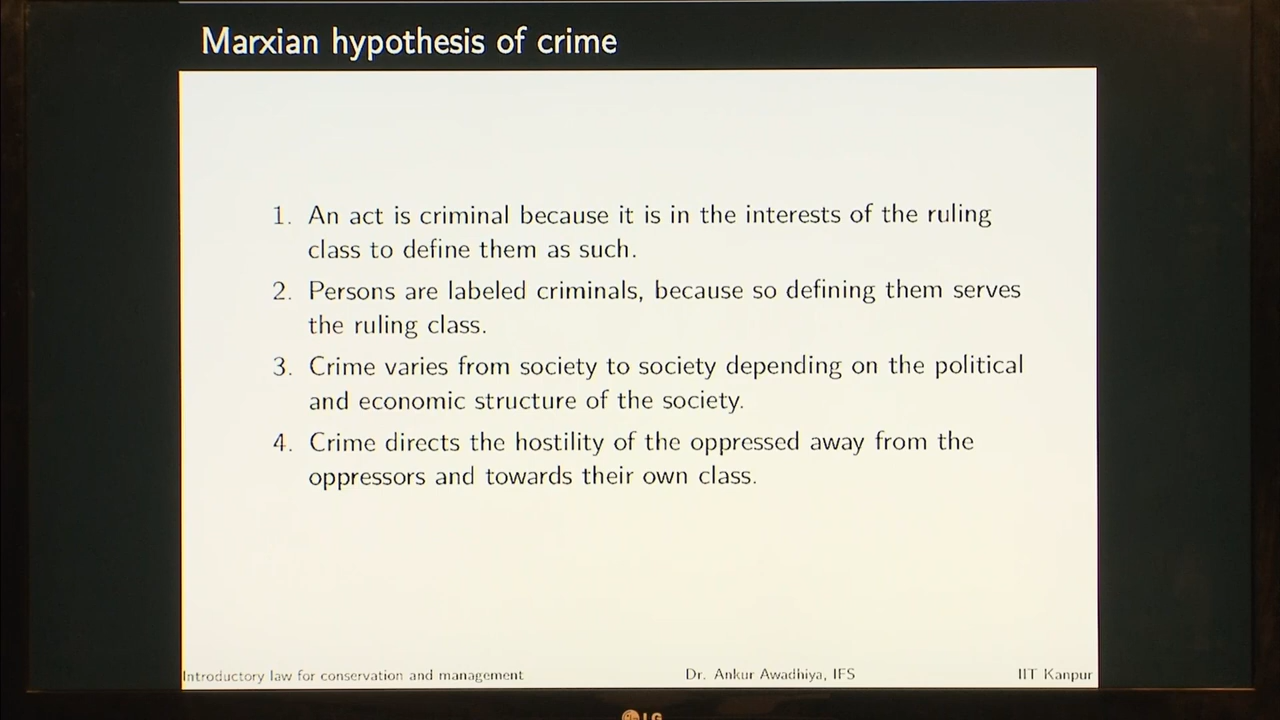 Marxian hypothesis of crime
1. An act is criminal because it is in the interests of the ruling
class to define them as such.
2. Persons are labeled criminals, because so defining them serves
the ruling class.
3. Crime varies from society to society depending on the political
and economic structure of the society.
4. Crime directs the hostility of the oppressed away from the
oppressors and towards their own class.
Introductory law for conservation and management Dr. Ankur Awadhiya, IFS IIT Kanpur
LG